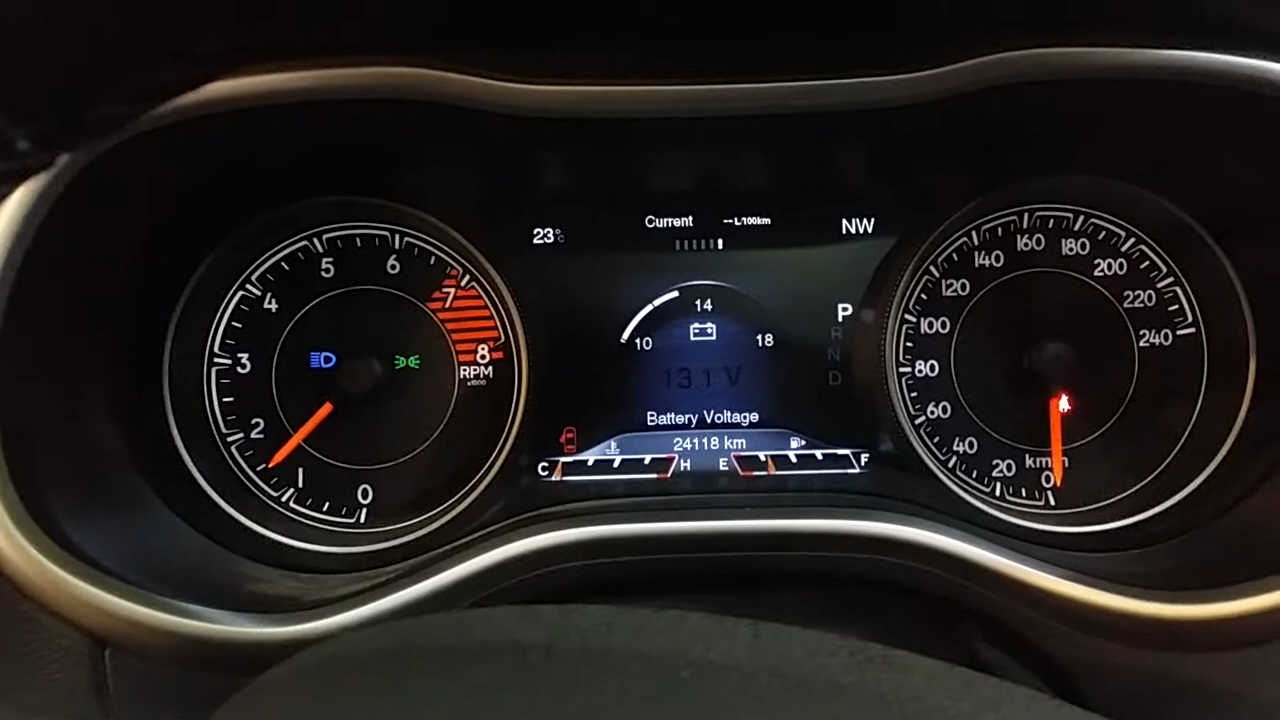 23°C
Current --L/100km
NW
0
1
2
3
4
5
6
7
8
RPM
x1000
10
14
18
13.1 V
Battery Voltage
24118 km
C
H
E
F
P
R
N
D
0
20
40
60
80
100
120
140
160
180
200
220
240
km/h